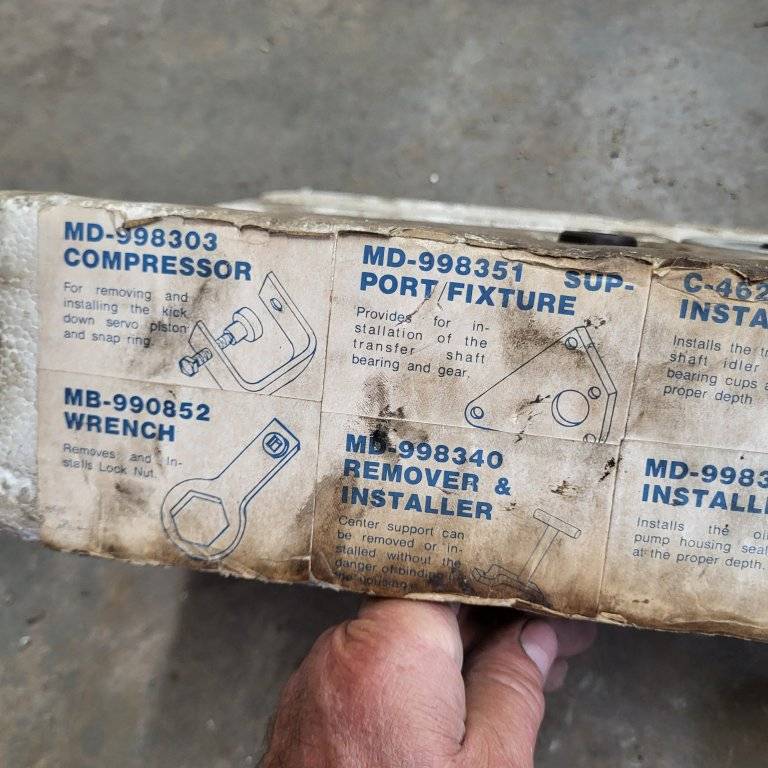 MD-998303
COMPRESSOR
For removing and
installing the kick
down servo piston
and snap ring.
MD-998351 SUP-
PORT FIXTURE
Provides for in-
stallation of the
transfer shaft
bearing and gear.
C-462
INSTA
Installs the
shaft idler
bearing cups
proper depth
MB-990852
WRENCH
Removes and In-
stalls Lock Nut.
MD-998340
REMOVER &
INSTALLER
Center support can
be removed or in-
stalled without the
danger of binding
the housing.
MD-9983
INSTALL
Installs the oil
pump housing seal
at the proper depth.